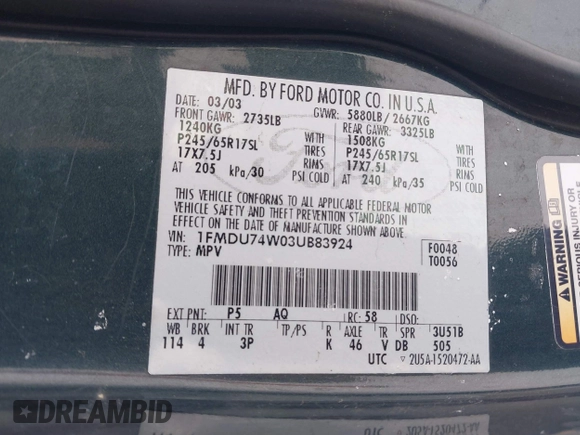 MFD. BY FORD MOTOR CO. IN U.S.A.
DATE: 03/03 GVWR: 5880LB/2667KG
FRONT GAWR: 2735LB REAR GAWR: 3325LB
1240KG 1508KG
P245/65R17SL TIRES P245/65R17SL TIRES
17X7.5J RIMS 17X7.5J RIMS
AT 205 kPa/30 PSI COLD AT 240 kPa/35 PSI COLD
THIS VEHICLE CONFORMS TO ALL APPLICABLE FEDERAL MOTOR
VEHICLE SAFETY AND BUMPER AND THEFT PREVENTION STANDARDS IN
EFFECT ON THE DATE OF MANUFACTURE SHOWN ABOVE.
VIN: 1FMDU74W03UB83924 F0048
TYPE: MPV T0056
EXT PNT: P5 AQ RC: 58 DSO:
WB BRK INT TR TP/PS R AXLE TR SPR 3U51B
114 4 3P K 46 V DB 505
UTC 2U5A-1520472-AA
Ford
WARNING
DREAMBID